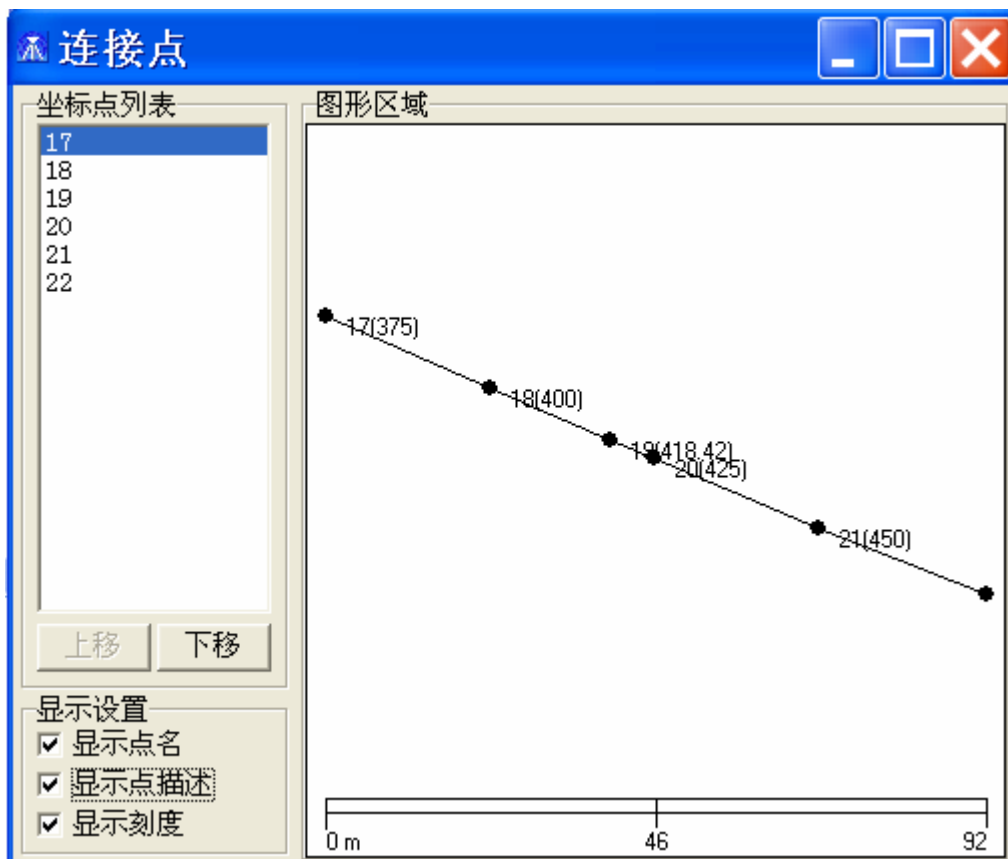 连接点
坐标点列表
17
18
19
20
21
22
上移
下移
显示设置
显示点名
显示点描述
显示刻度
图形区域
17(375)
18(400)
19(418.42)
20(425)
21(450)
0 m
46
92